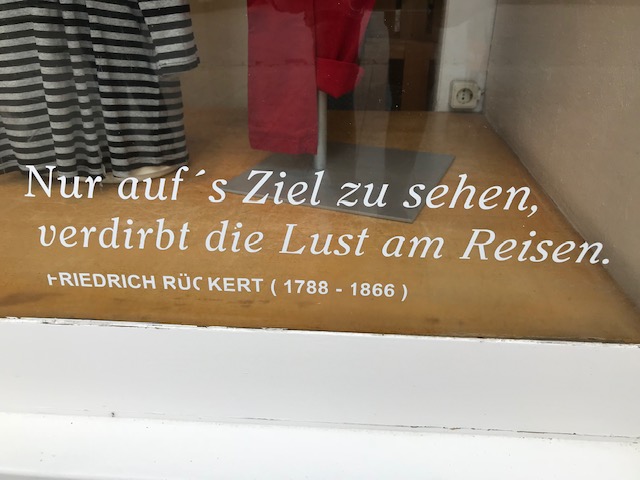 Nur auf´s Ziel zu sehen,
verdirbt die Lust am Reisen.
FRIEDRICH RÜCKERT ( 1788 - 1866 )